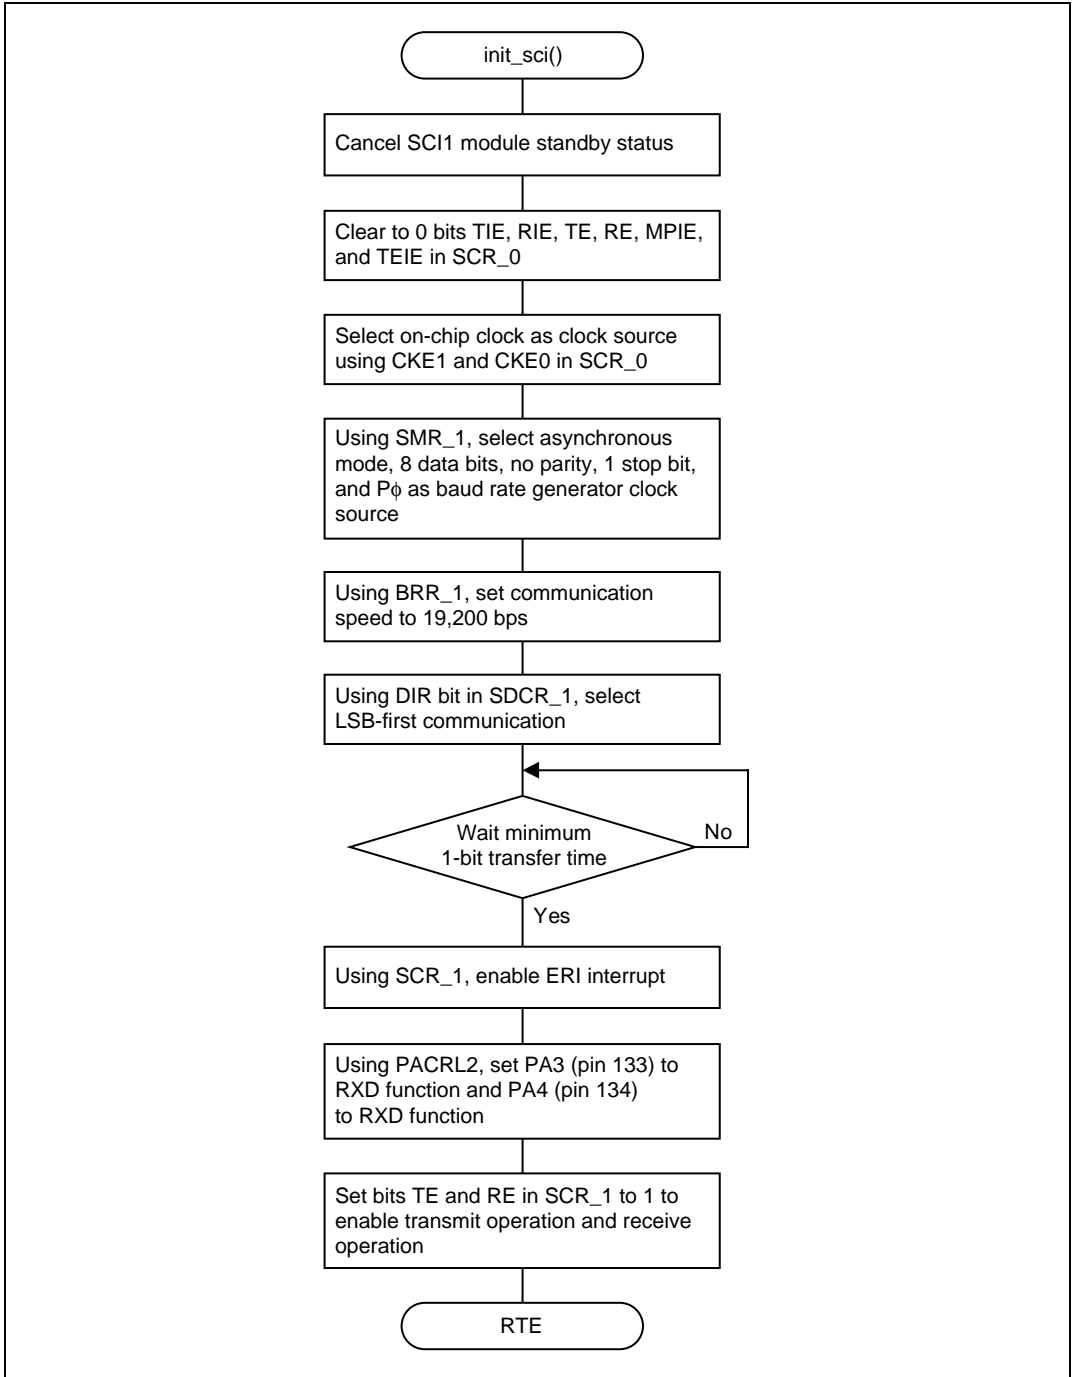 init_sci()
Cancel SCI1 module standby status
Clear to 0 bits TIE, RIE, TE, RE, MPIE,
and TEIE in SCR_0
Select on-chip clock as clock source
using CKE1 and CKE0 in SCR_0
Using SMR_1, select asynchronous
mode, 8 data bits, no parity, 1 stop bit,
and Pϕ as baud rate generator clock
source
Using BRR_1, set communication
speed to 19,200 bps
Using DIR bit in SDCR_1, select
LSB-first communication
Wait minimum
1-bit transfer time
No
Yes
Using SCR_1, enable ERI interrupt
Using PACRL2, set PA3 (pin 133) to
RXD function and PA4 (pin 134)
to RXD function
Set bits TE and RE in SCR_1 to 1 to
enable transmit operation and receive
operation
RTE